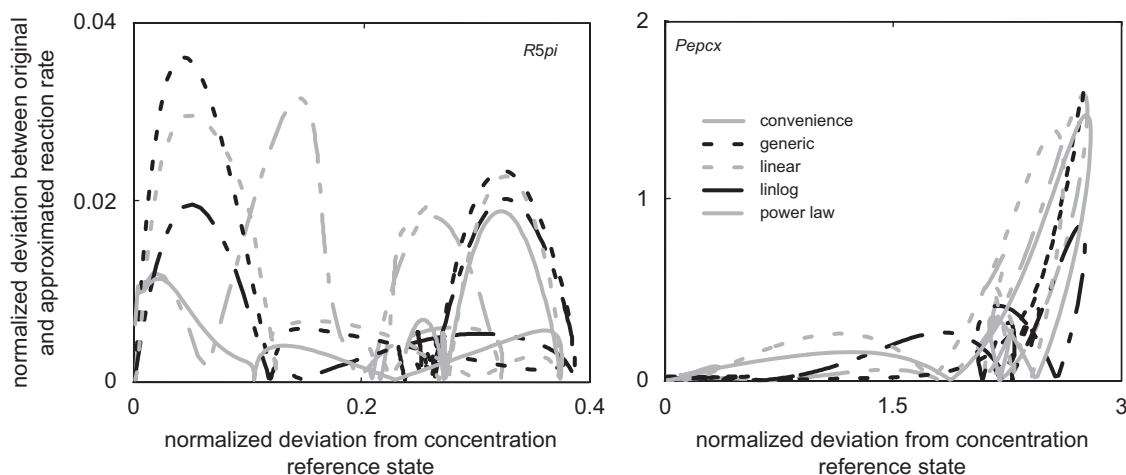 normalized deviation between original
and approximated reaction rate
0.04
0.02
0
R5pi
0
0.2
0.4
normalized deviation from concentration
reference state
2
1
0
Pepcx
convenience
generic
linear
linlog
power law
0
1.5
3
normalized deviation from concentration
reference state